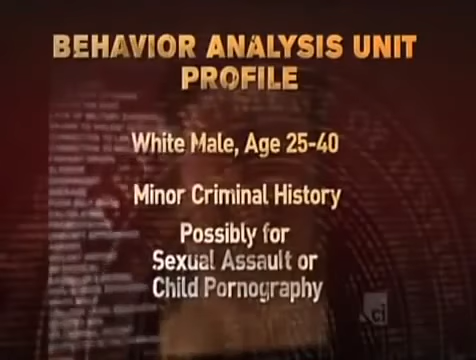 BEHAVIOR ANALYSIS UNIT
PROFILE
White Male, Age 25-40
Minor Criminal History
Possibly for
Sexual Assault or
Child Pornography
ci